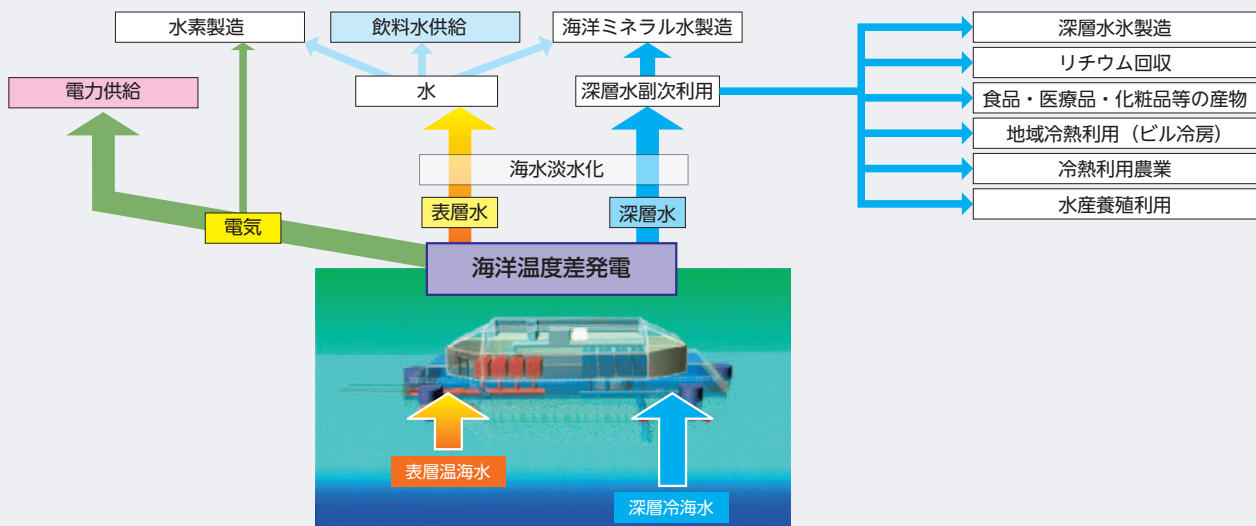 水素製造
飲料水供給
海洋ミネラル水製造
深層水氷製造
リチウム回収
電力供給
水
深層水副次利用
食品・医療品・化粧品等の産物
地域冷熱利用（ビル冷房）
海水淡水化
冷熱利用農業
電気
表層水
深層水
水産養殖利用
海洋温度差発電
表層温海水
深層冷海水